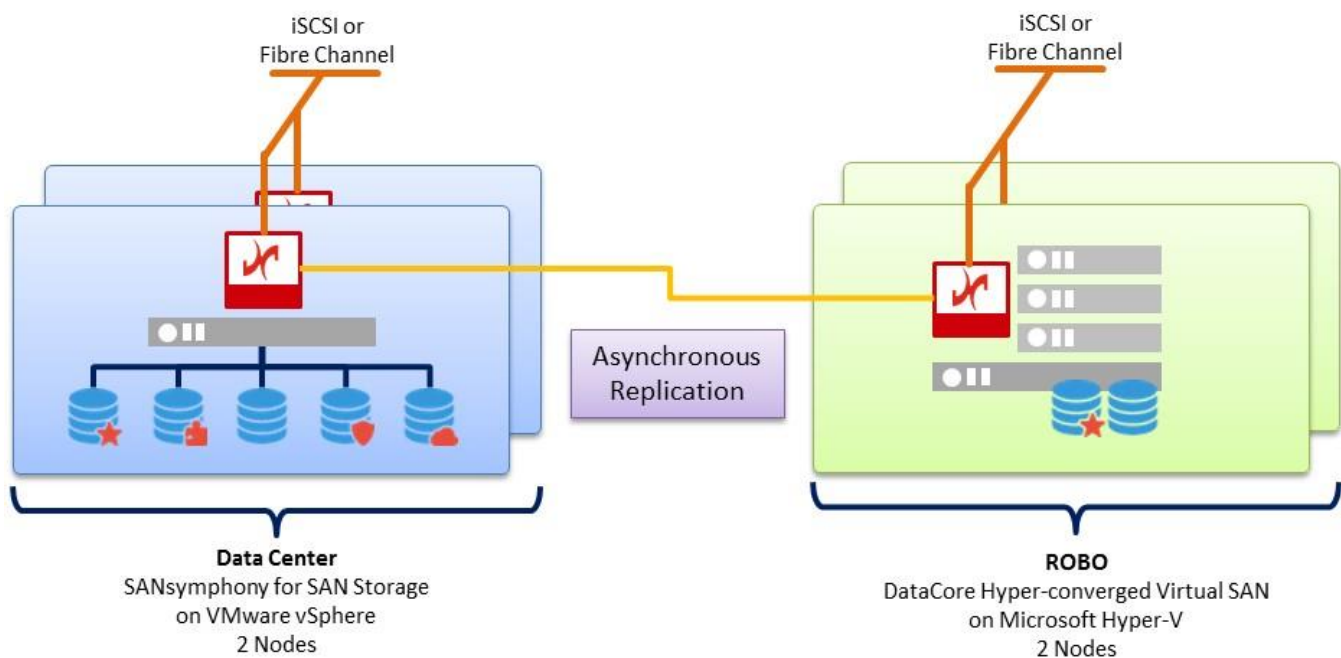 iSCSI or
Fibre Channel
iSCSI or
Fibre Channel
Asynchronous
Replication
Data Center
SANsymphony for SAN Storage
on VMware vSphere
2 Nodes
ROBO
DataCore Hyper-converged Virtual SAN
on Microsoft Hyper-V
2 Nodes